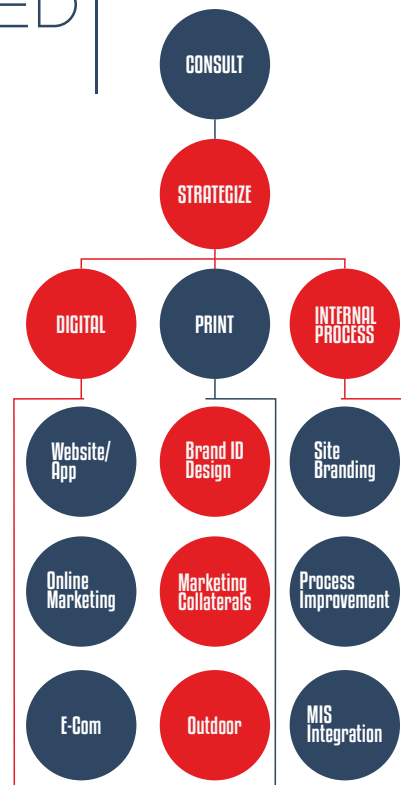 ED
CONSULT
STRATEGIZE
DIGITAL
PRINT
INTERNAL
PROCESS
Website/
App
Brand ID
Design
Site
Branding
Online
Marketing
Marketing
Collaterals
Process
Improvement
E-Com
Outdoor
MIS
Integration